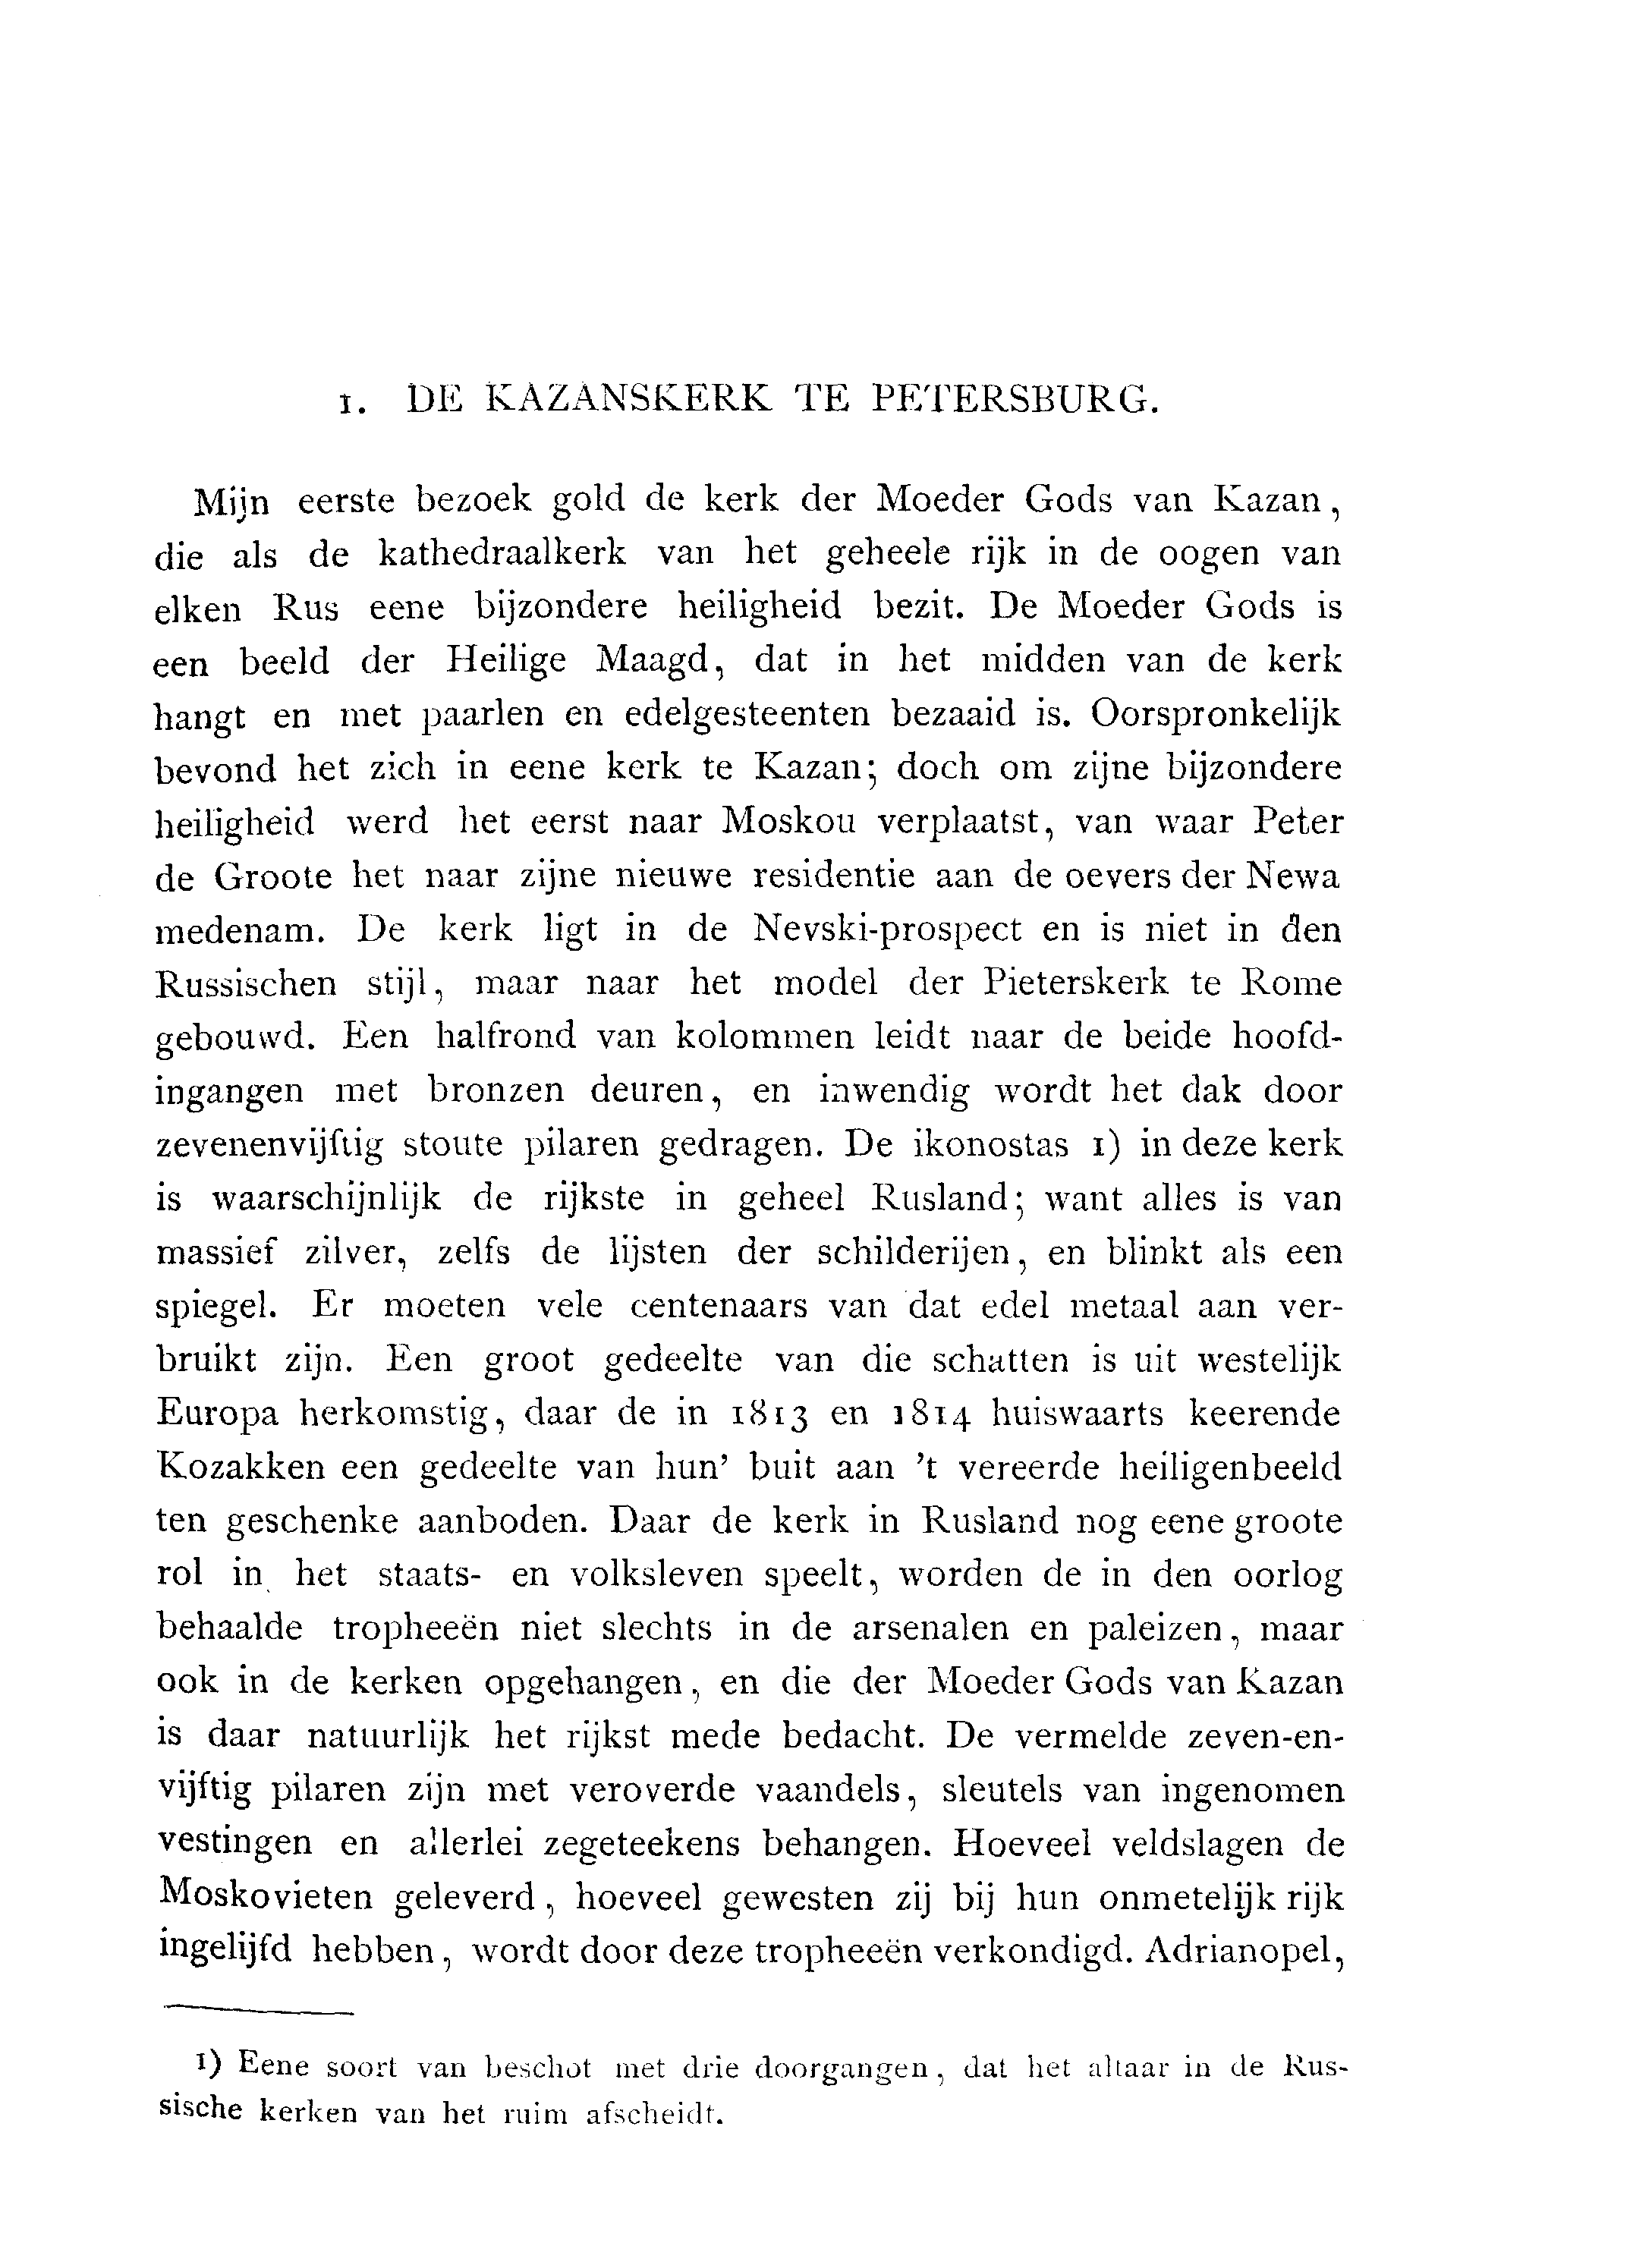 1. DE KAZANSKERK TE PETERSBURG.
Mijn eerste bezoek gold de kerk der Moeder Gods van Kazan,
die als de kathedraalkerk van het geheele rijk in de oogen van
elken Rus eene bijzondere heiligheid bezit. De Moeder Gods is
een beeld der Heilige Maagd, dat in het midden van de kerk
hangt en met paarlen en edelgesteenten bezaaid is. Oorspronkelijk
bevond het zich in eene kerk te Kazan; doch om zijne bijzondere
heiligheid werd het eerst naar Moskou verplaatst, van waar Peter
de Groote het naar zijne nieuwe residentie aan de oevers der Newa
medenam. De kerk ligt in de Nevski-prospect en is niet in den
Russischen stijl, maar naar het model der Pieterskerk te Rome
gebouwd. Een halfrond van kolommen leidt naar de beide hoofd-
ingangen met bronzen deuren, en inwendig wordt het dak door
zevenenvijftig stoute pilaren gedragen. De ikonostas 1) in deze kerk
is waarschijnlijk de rijkste in geheel Rusland; want alles is van
massief zilver, zelfs de lijsten der schilderijen, en blinkt als een
spiegel. Er moeten vele centenaars van dat edel metaal aan ver-
bruikt zijn. Een groot gedeelte van die schatten is uit westelijk
Europa herkomstig, daar de in 1813 en 1814 huiswaarts keerende
Kozakken een gedeelte van hun' buit aan 't vereerde heiligenbeeld
ten geschenke aanboden. Daar de kerk in Rusland nog eene groote
rol in het staats- en volksleven speelt, worden de in den oorlog
behaalde tropheeën niet slechts in de arsenalen en paleizen, maar
ook in de kerken opgehangen, en die der Moeder Gods van Kazan
is daar natuurlijk het rijkst mede bedacht. De vermelde zeven-en-
vijftig pilaren zijn met veroverde vaandels, sleutels van ingenomen
vestingen en allerlei zegeteekens behangen. Hoeveel veldslagen de
Moskovieten geleverd, hoeveel gewesten zij bij hun onmetelijk rijk
ingelijfd hebben, wordt door deze tropheeën verkondigd. Adrianopel,
1) Eene soort van beschot met drie doorgangen, dat het altaar in de Rus-
sische kerken van het ruim afscheidt.